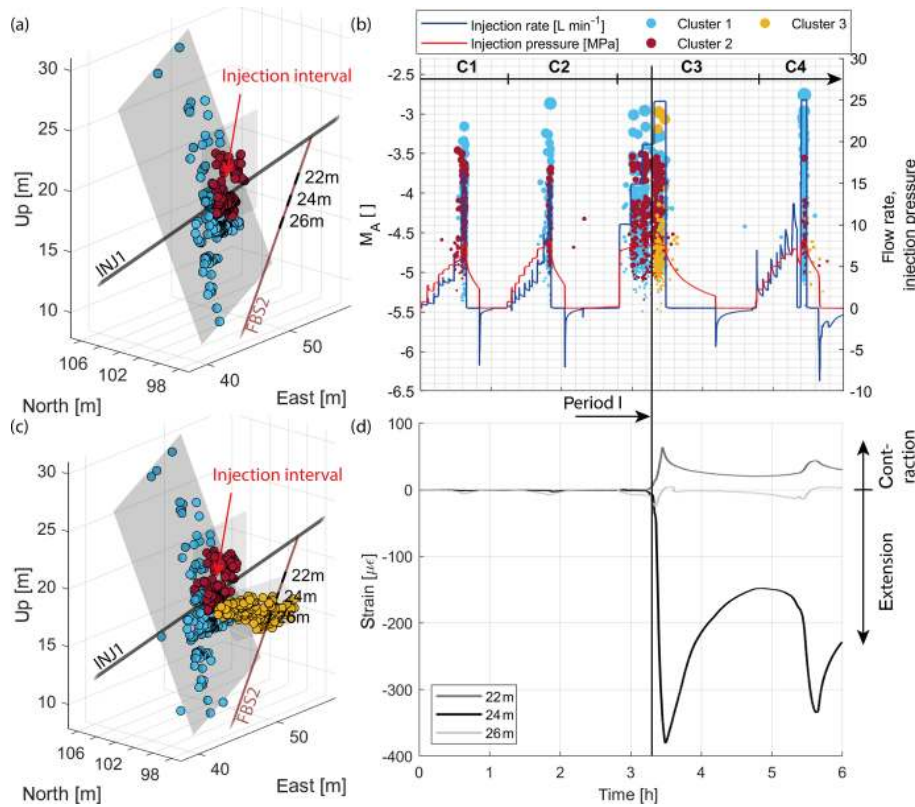 (a)
Up [m]
30
25
20
15
10
Injection interval
22m
24m
26m
INJ1
FBS2
106
102
98
North [m]
40
50
East [m]
(b)
Injection rate [L min⁻¹]
Injection pressure [MPa]
Cluster 1
Cluster 2
Cluster 3
C1
C2
C3
C4
M_A [ ]
-2.5
-3
-3.5
-4
-4.5
-5
-5.5
-6
-6.5
30
25
20
15
10
5
0
-5
-10
Flow rate,
injection pressure
Period I
(c)
Up [m]
30
25
20
15
10
Injection interval
22m
24m
26m
INJ1
FBS2
106
102
98
North [m]
40
50
East [m]
(d)
Strain [µϵ]
100
0
-100
-200
-300
-400
22 m
24 m
26 m
0
1
2
3
4
5
6
Time [h]
Cont-
raction
Extension